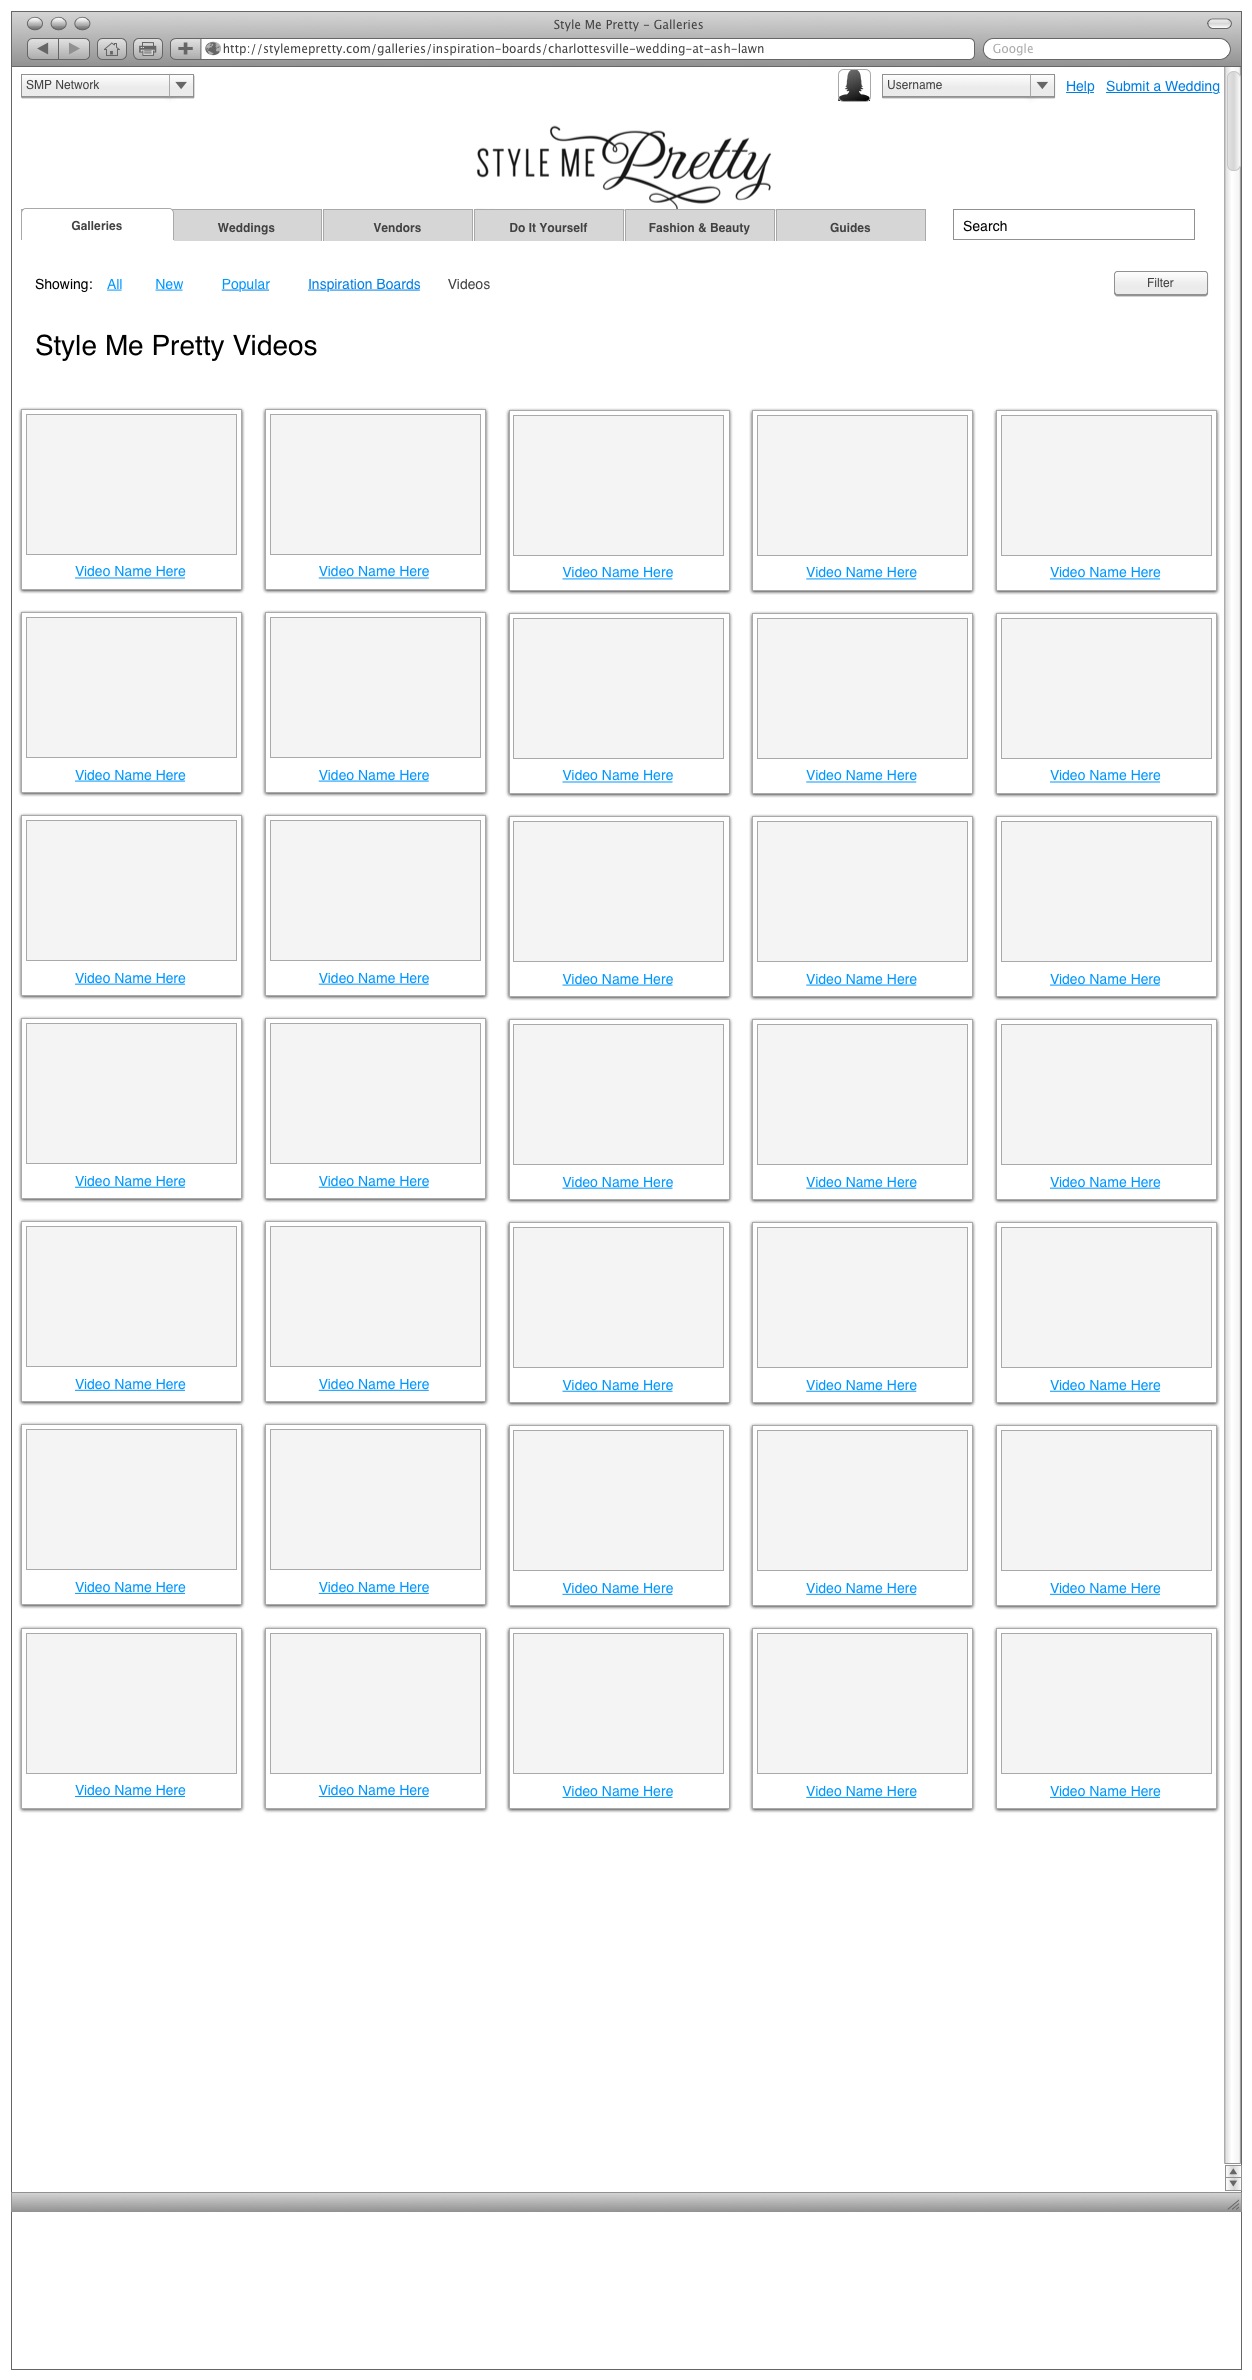 Style Me Pretty – Galleries
http://stylemepretty.com/galleries/inspiration-boards/charlottesville-wedding-at-ash-lawn Google
SMP Network Username Help Submit a Wedding
STYLE ME Pretty
Galleries Weddings Vendors Do It Yourself Fashion & Beauty Guides Search
Showing: All New Popular Inspiration Boards Videos Filter
Style Me Pretty Videos
Video Name Here Video Name Here Video Name Here Video Name Here Video Name Here
Video Name Here Video Name Here Video Name Here Video Name Here Video Name Here
Video Name Here Video Name Here Video Name Here Video Name Here Video Name Here
Video Name Here Video Name Here Video Name Here Video Name Here Video Name Here
Video Name Here Video Name Here Video Name Here Video Name Here Video Name Here
Video Name Here Video Name Here Video Name Here Video Name Here Video Name Here
Video Name Here Video Name Here Video Name Here Video Name Here Video Name Here